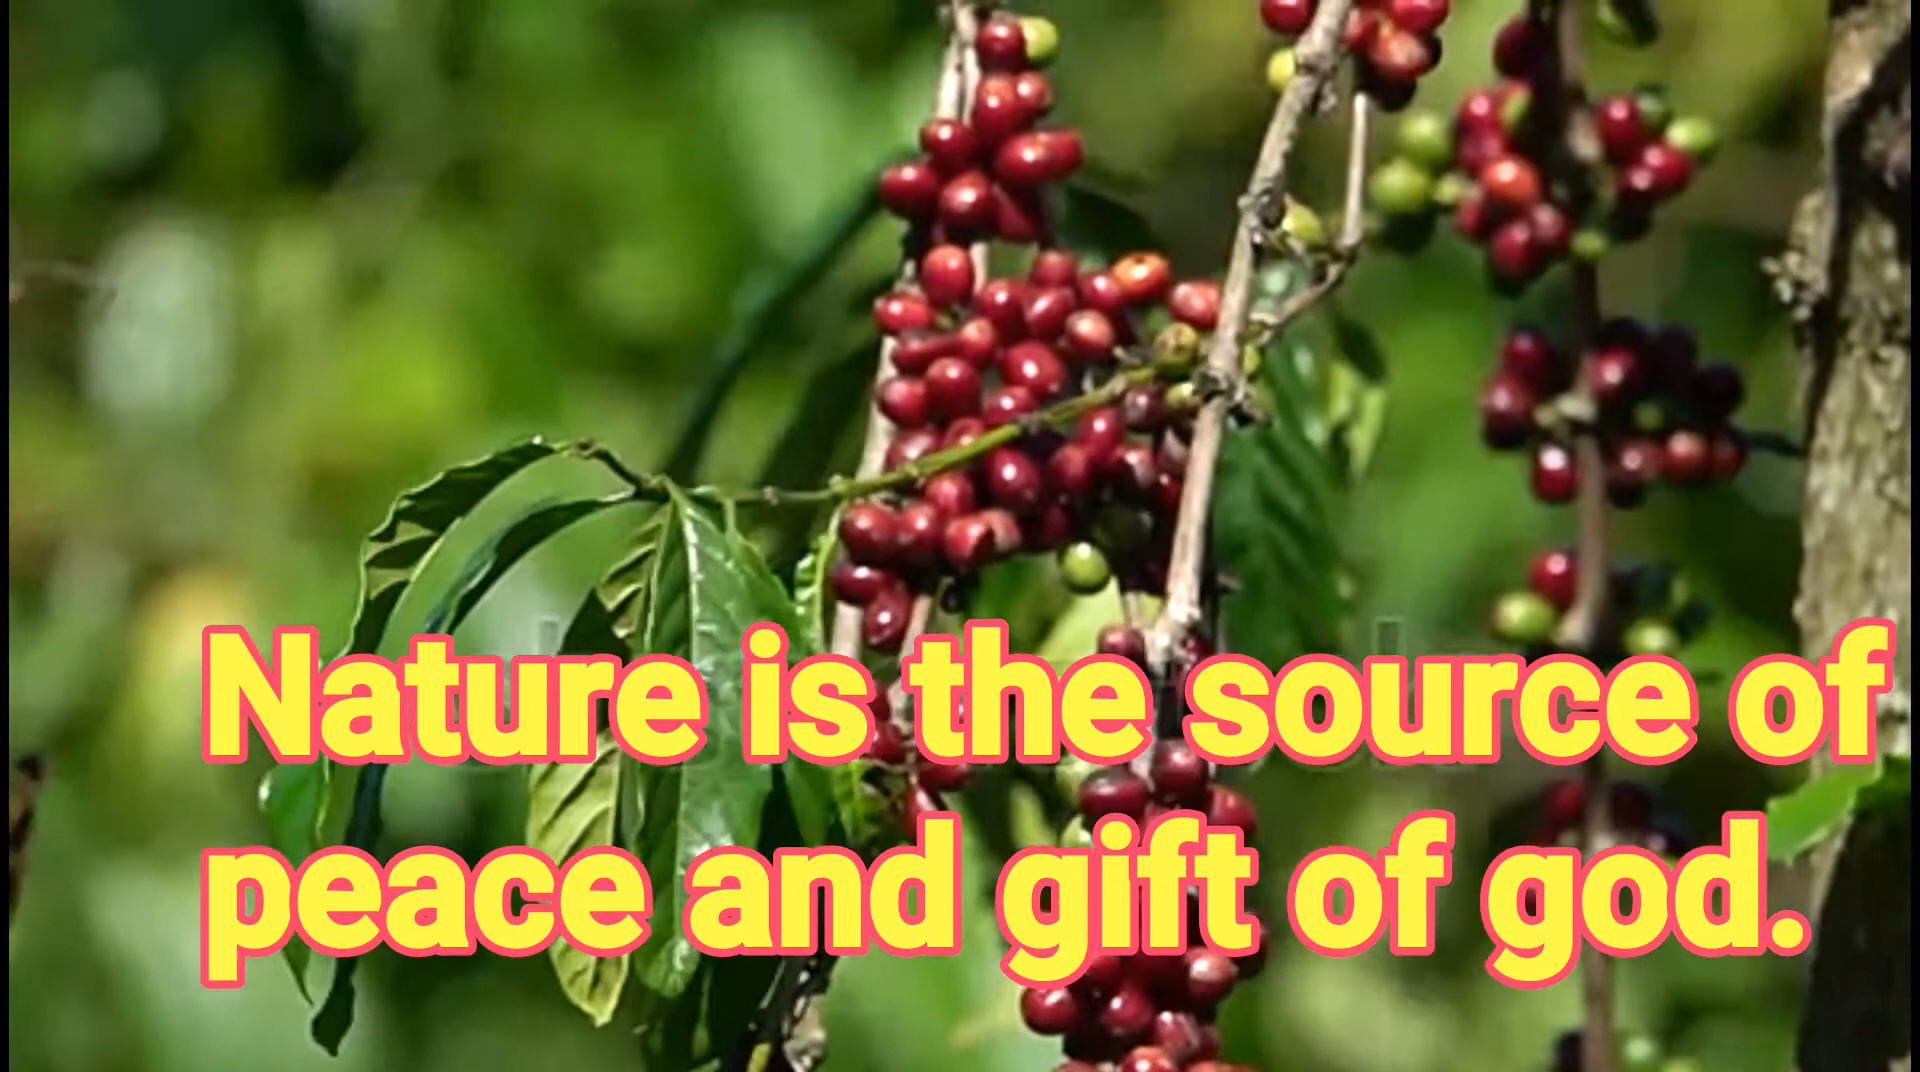 Nature is the source of
peace and gift of god.